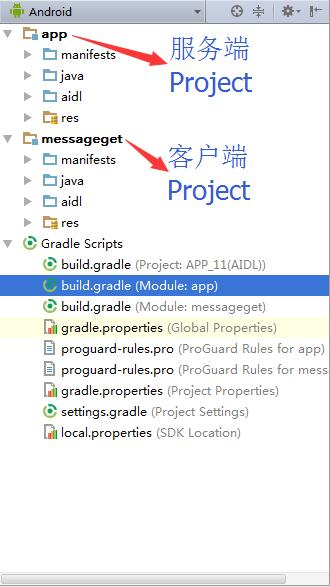 Android
app
服务端
Project
manifests
java
aidl
res
messageget
客户端
Project
manifests
java
aidl
res
Gradle Scripts
build.gradle (Project: APP_11(AIDL))
build.gradle (Module: app)
build.gradle (Module: messageget)
gradle.properties (Global Properties)
proguard-rules.pro (ProGuard Rules for app)
proguard-rules.pro (ProGuard Rules for mess
gradle.properties (Project Properties)
settings.gradle (Project Settings)
local.properties (SDK Location)